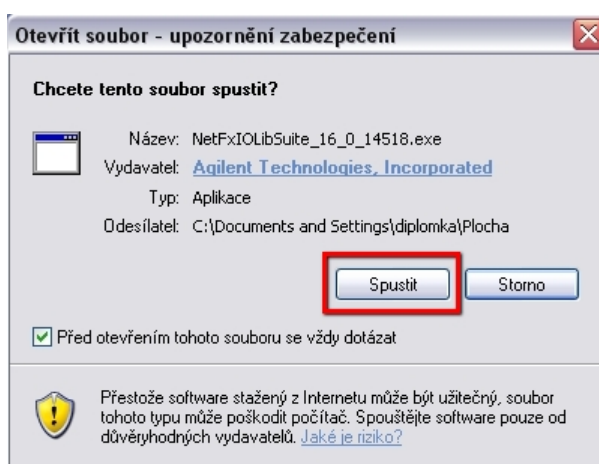 Otevřít soubor - upozornění zabezpečení
Chcete tento soubor spustit?
Název: NetFxIOLibSuite_16_0_14518.exe
Vydavatel: Agilent Technologies, Incorporated
Typ: Aplikace
Odesílatel: C:\Documents and Settings\diplomka\Plocha
Spustit Storno
Před otevřením tohoto souboru se vždy dotázat
Přestože software stažený z Internetu může být užitečný, soubor
tohoto typu může poškodit počítač. Spouštějte software pouze od
důvěryhodných vydavatelů. Jaké je riziko?